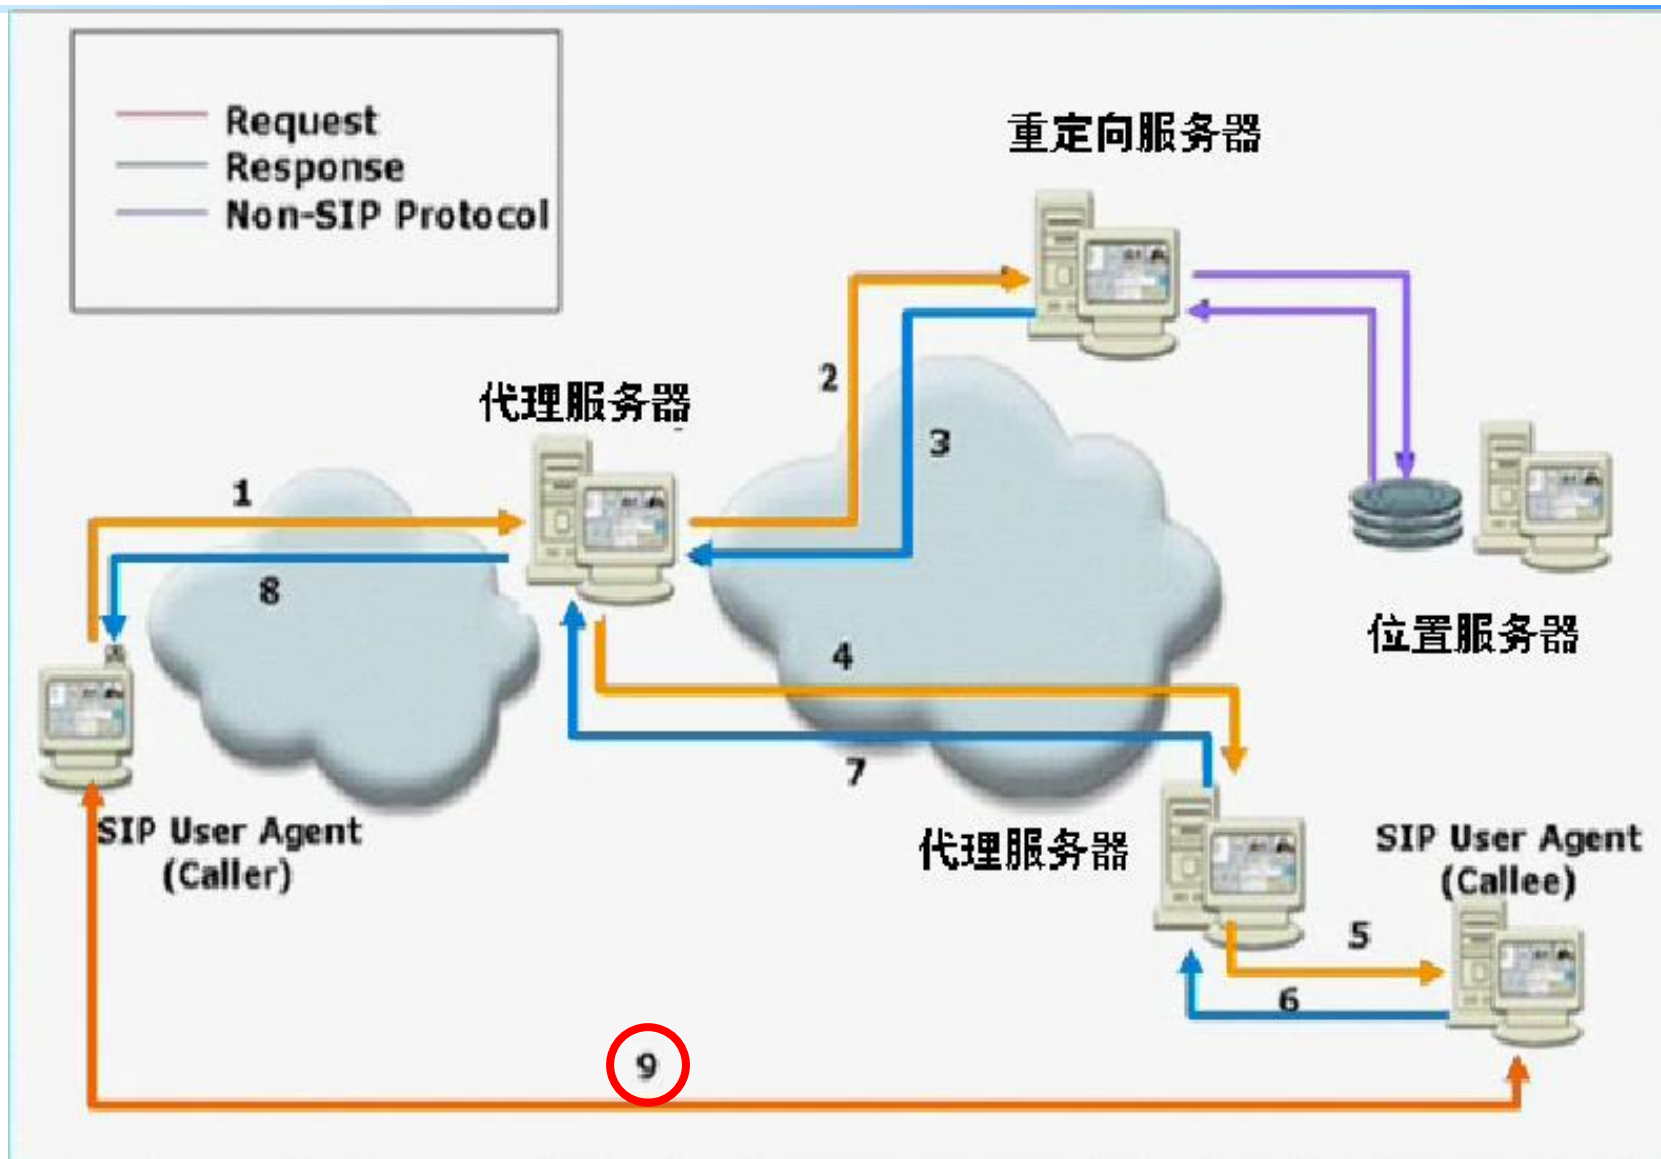 Request
Response
Non-SIP Protocol
重定向服务器
代理服务器
2
3
1
8
位置服务器
4
7
SIP User Agent
(Caller)
代理服务器
SIP User Agent
(Callee)
5
6
9